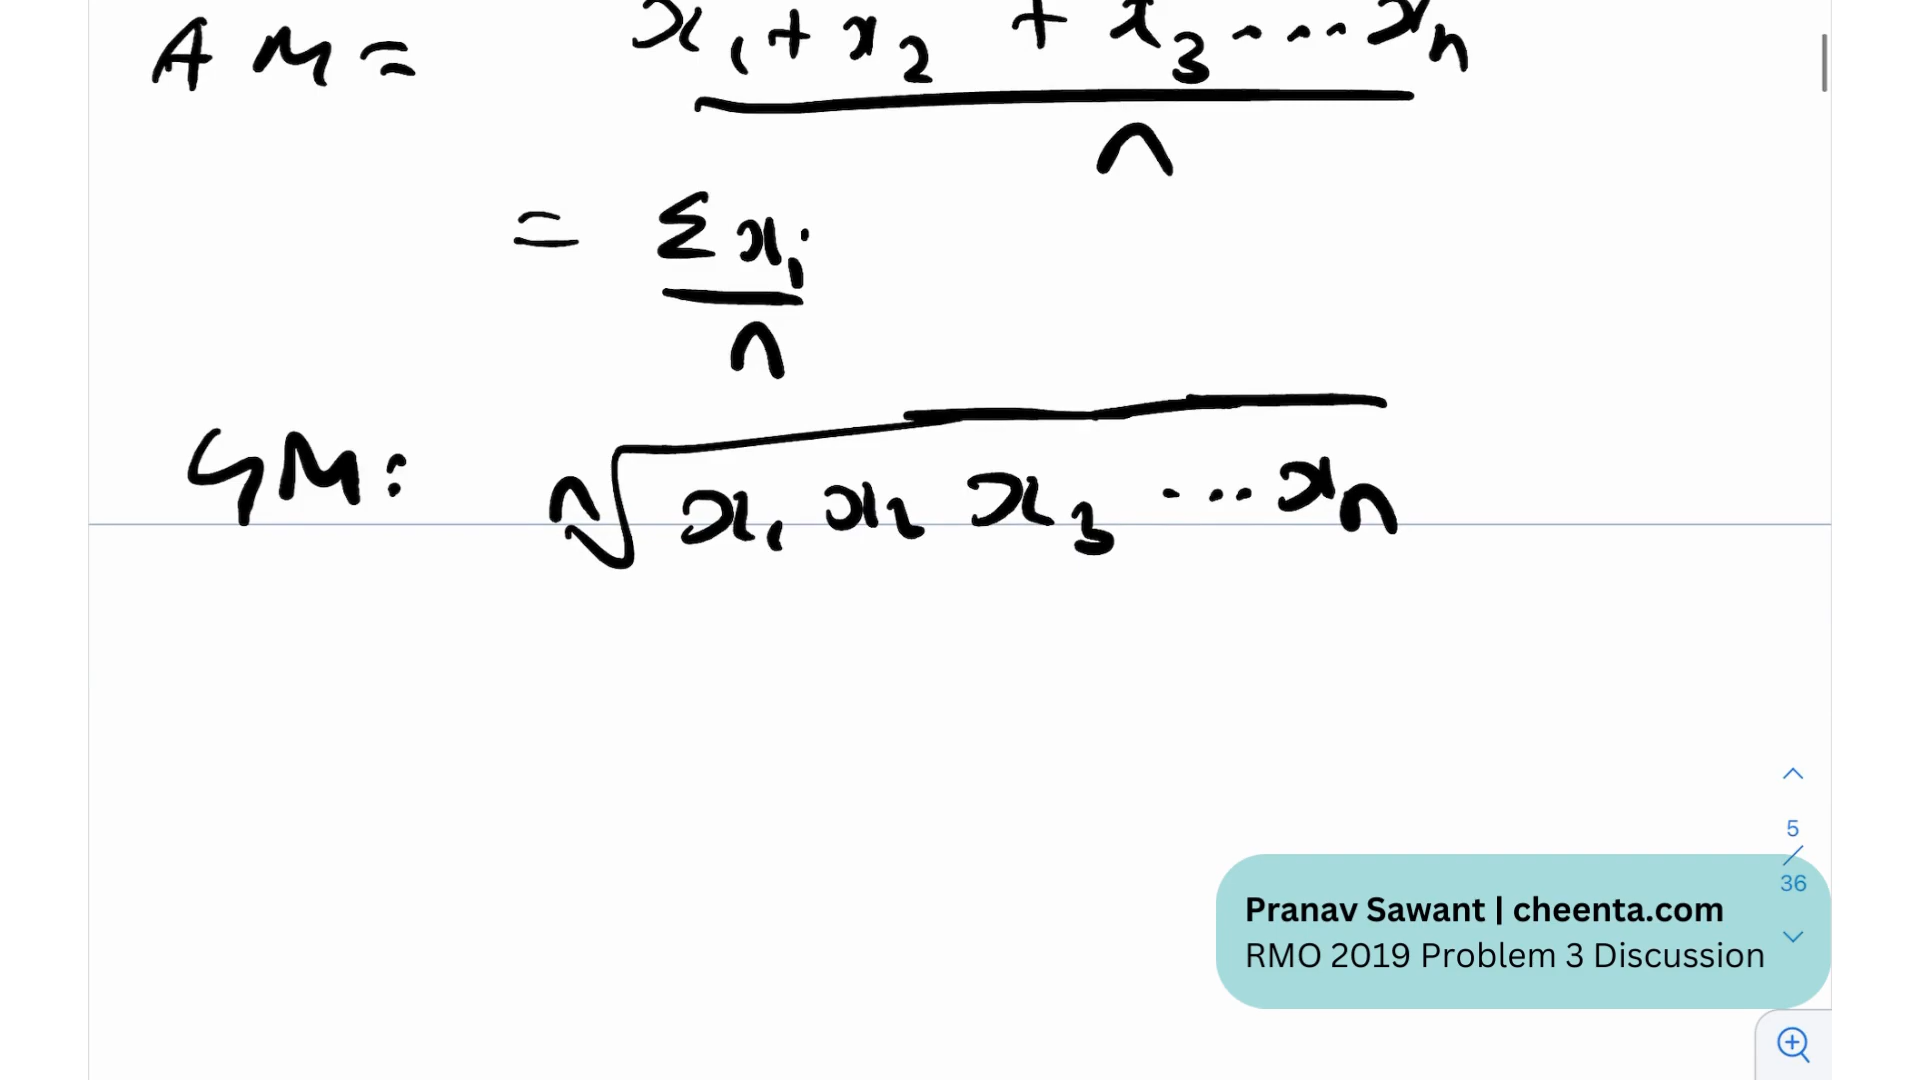 AM = x₁ + x₂ + x₃ ... xₙ
n
= Σxᵢ
n
GM: ⁿ√x₁ x₂ x₃ ... xₙ
5
/
36
Pranav Sawant | cheenta.com
RMO 2019 Problem 3 Discussion